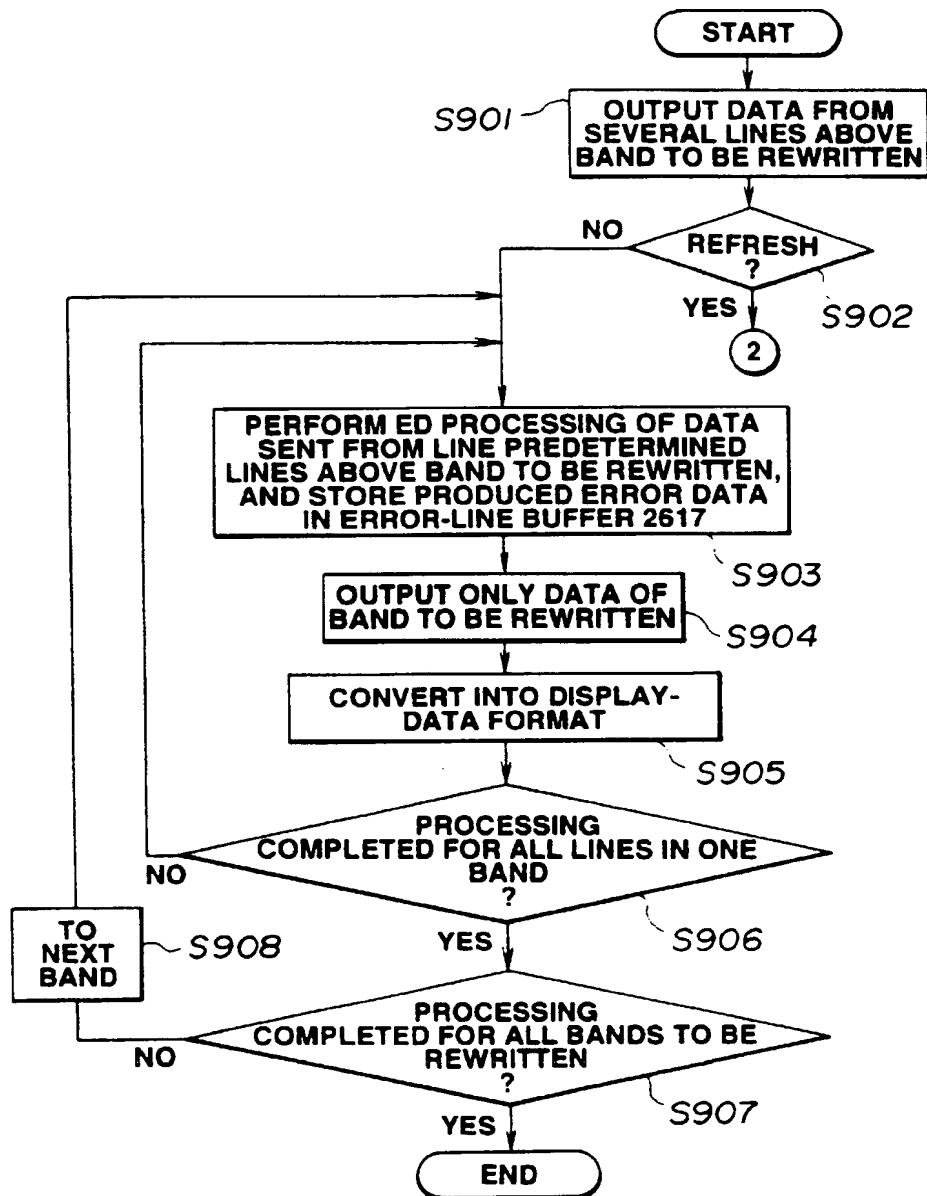 START
S901
OUTPUT DATA FROM
SEVERAL LINES ABOVE
BAND TO BE REWRITTEN
NO
REFRESH
?
YES
S902
2
PERFORM ED PROCESSING OF DATA
SENT FROM LINE PREDETERMINED
LINES ABOVE BAND TO BE REWRITTEN,
AND STORE PRODUCED ERROR DATA
IN ERROR-LINE BUFFER 2617
S903
OUTPUT ONLY DATA OF
BAND TO BE REWRITTEN
S904
CONVERT INTO DISPLAY-
DATA FORMAT
S905
PROCESSING
COMPLETED FOR ALL LINES IN ONE
BAND
?
NO
YES
S906
TO
NEXT
BAND
S908
PROCESSING
COMPLETED FOR ALL BANDS TO BE
REWRITTEN
?
NO
YES
S907
END